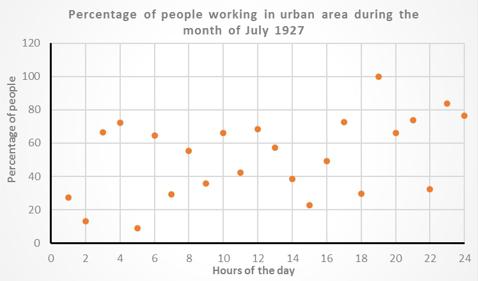 Percentage of people working in urban area during the
month of July 1927
120
100
80
60
40
20
0
Percentage of people
0 2 4 6 8 10 12 14 16 18 20 22 24
Hours of the day